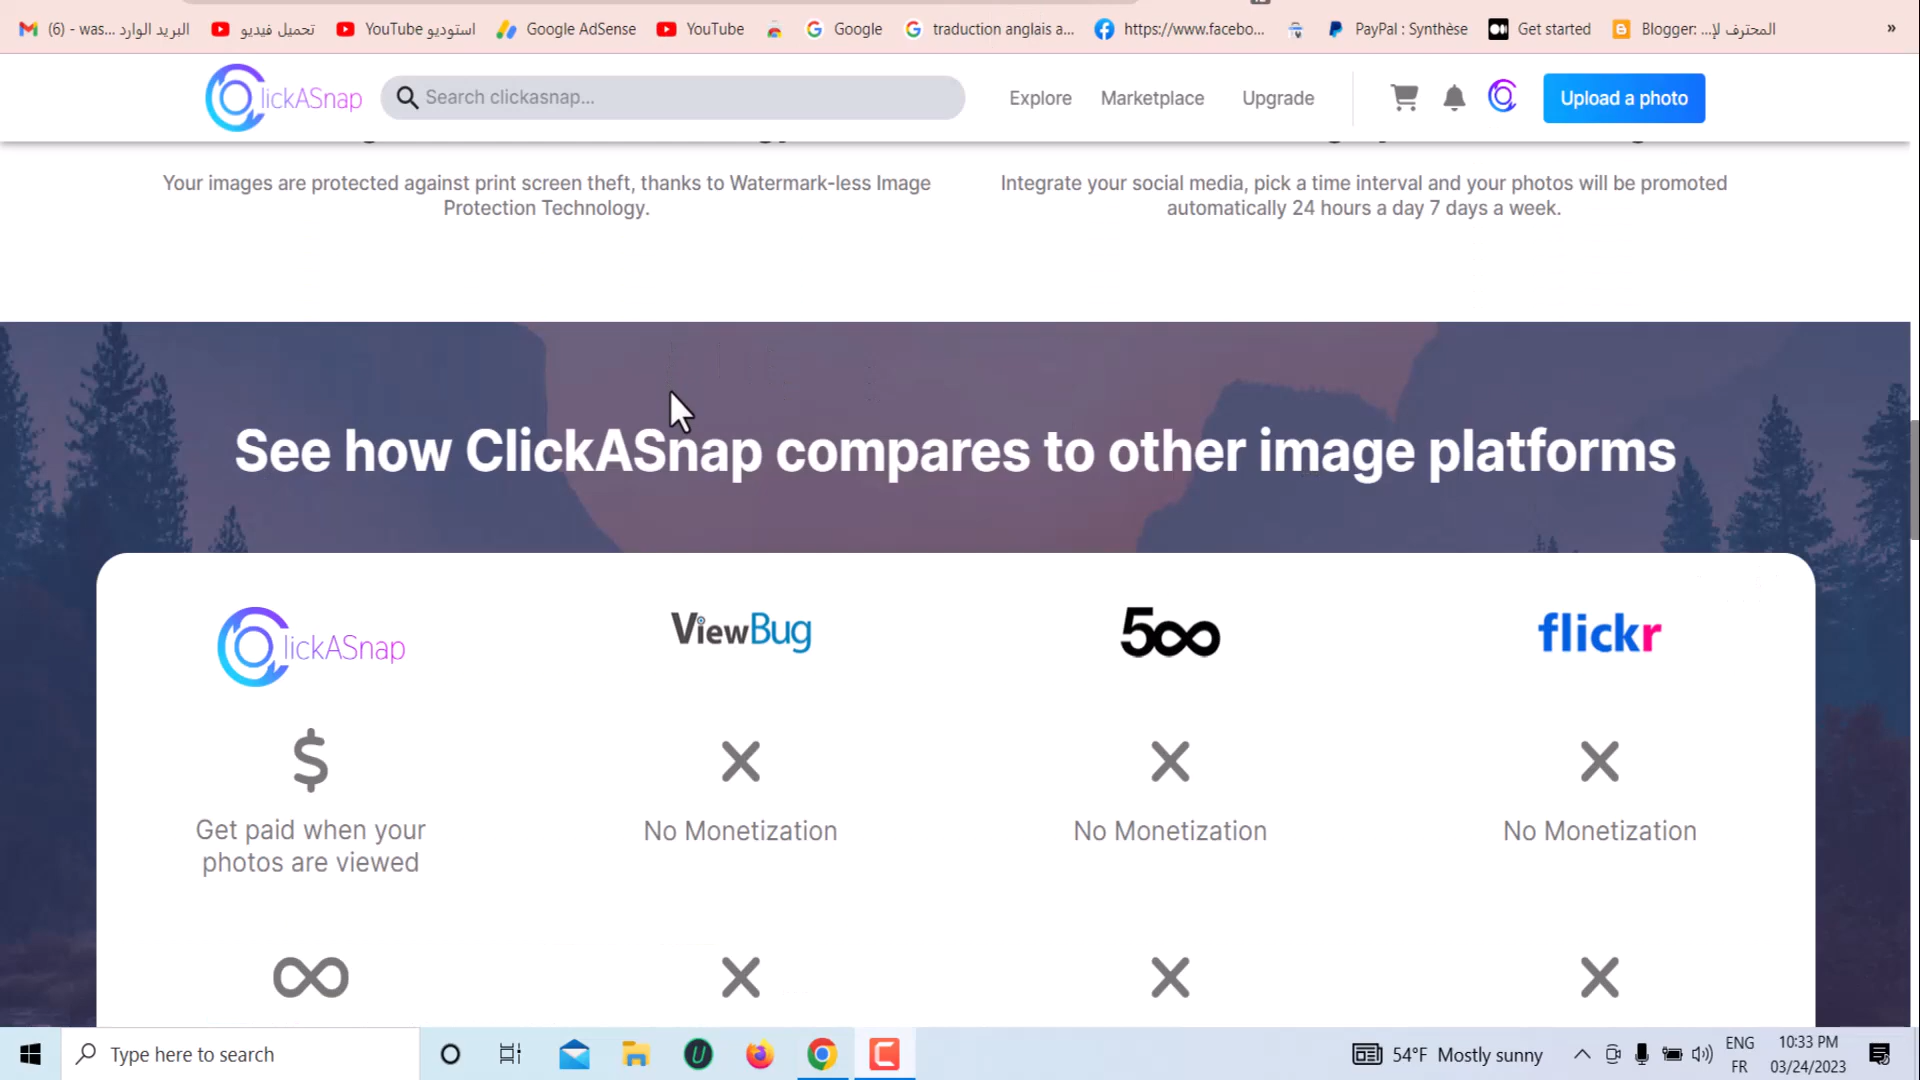 (6) - was... البريد الوارد
تحميل فيديو
YouTube استوديو
Google AdSense
YouTube
Google
traduction anglais a...
https://www.facebo...
PayPal : Synthèse
Get started
Blogger: ...المحترف لإ
»
ClickASnap
Search clickasnap...
Explore
Marketplace
Upgrade
Upload a photo
Your images are protected against print screen theft, thanks to Watermark-less Image
Protection Technology.
Integrate your social media, pick a time interval and your photos will be promoted
automatically 24 hours a day 7 days a week.
See how ClickASnap compares to other image platforms
ClickASnap
ViewBug
500
flickr
$
Get paid when your
photos are viewed
No Monetization
No Monetization
No Monetization
Type here to search
54°F Mostly sunny
ENG
FR
10:33 PM
03/24/2023